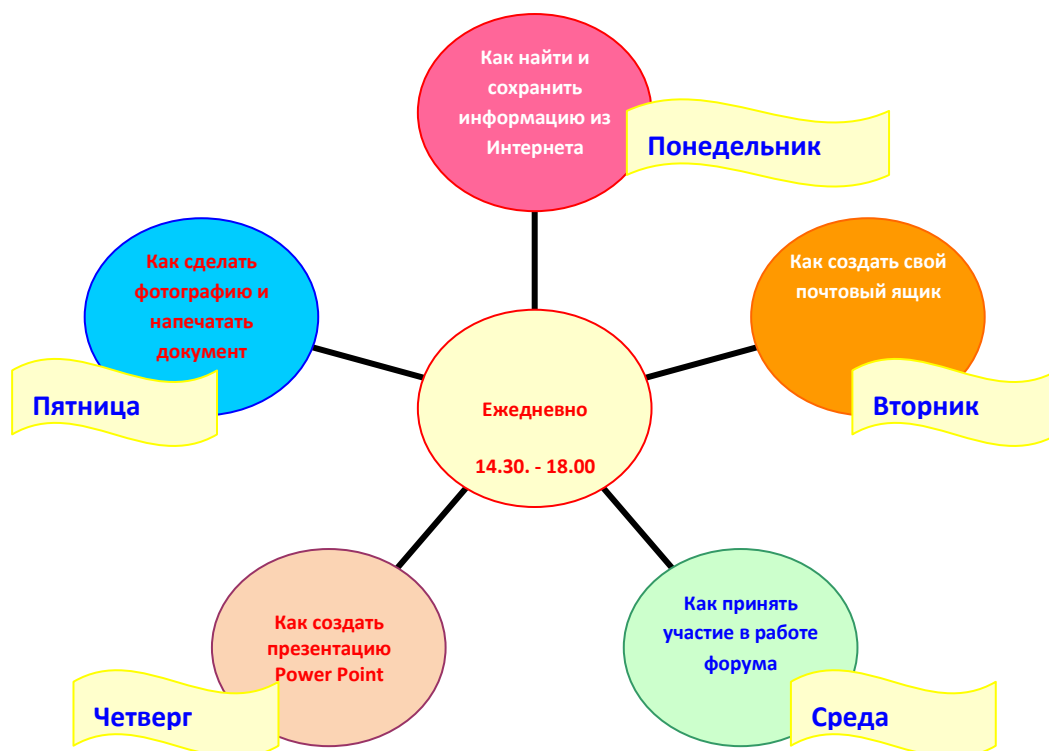 Как найти и
сохранить
информацию из
Интернета
Понедельник
Как создать свой
почтовый ящик
Вторник
Как принять
участие в работе
форума
Среда
Как создать
презентацию
Power Point
Четверг
Как сделать
фотографию и
напечатать
документ
Пятница
Ежедневно
14.30. - 18.00